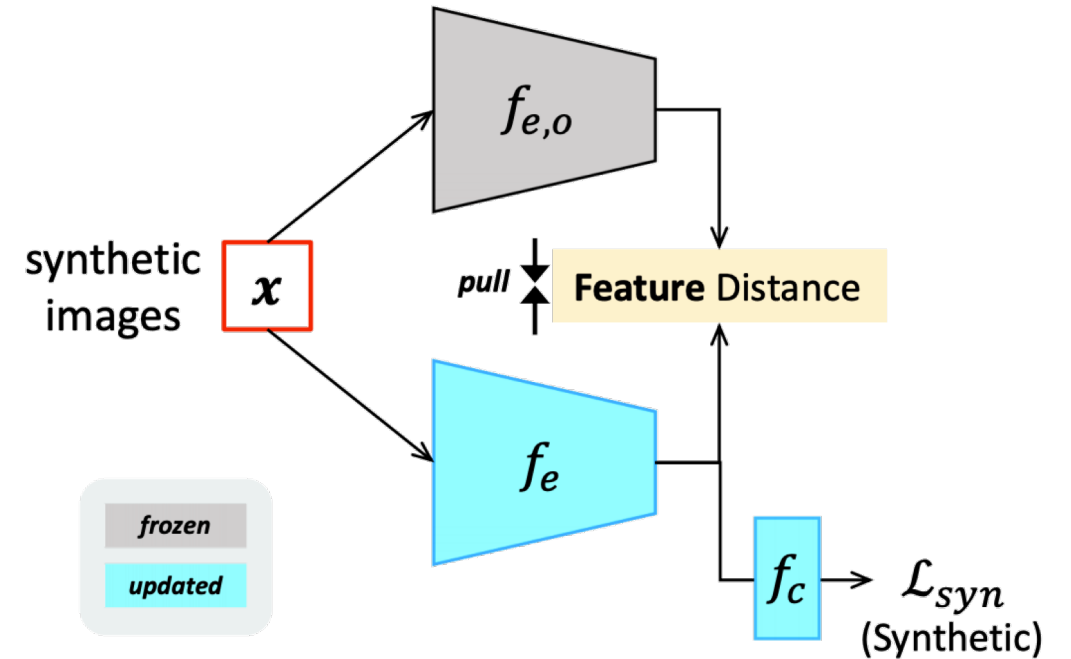 f_{e,o}
synthetic
images
x
pull
Feature Distance
f_e
frozen
updated
f_c
ℒ_{syn}
(Synthetic)